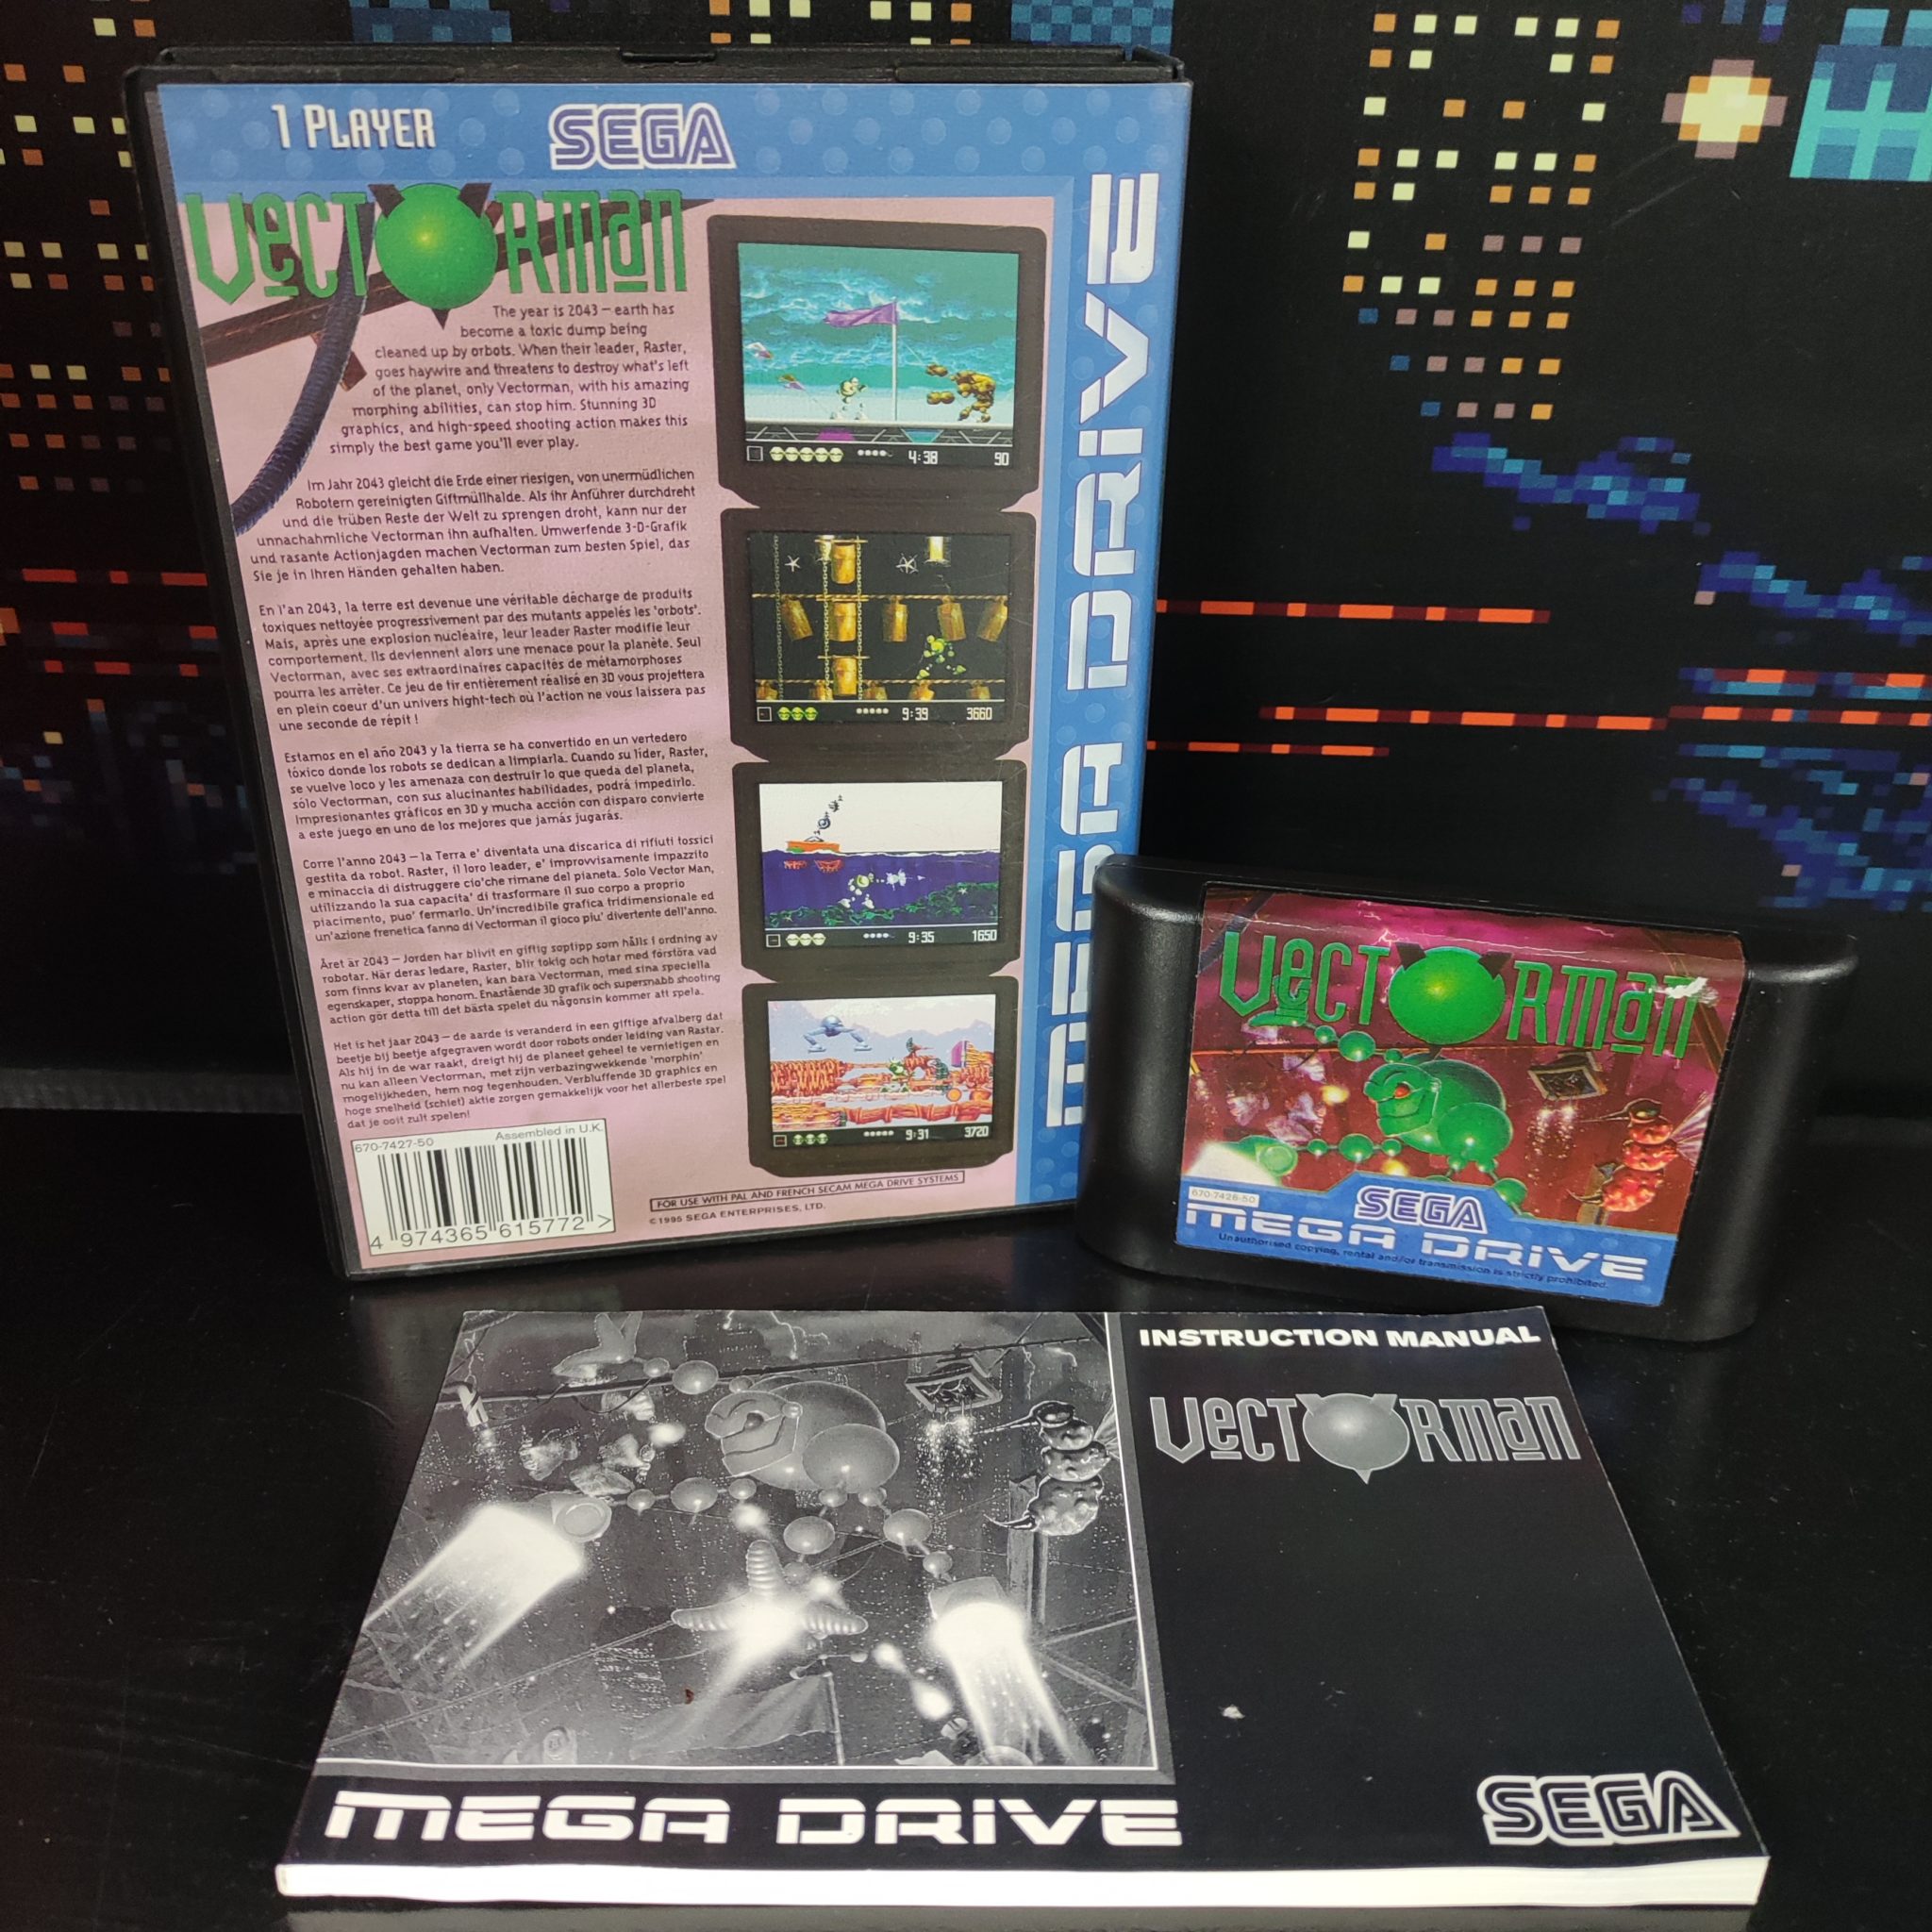 1 PLAYER
SEGA
VECTORMAN
The year is 2043 – earth has
become a toxic dump being
cleaned up by orbots. When their leader, Raster,
goes haywire and threatens to destroy what's left
of the planet, only Vectorman, with his amazing
morphing abilities, can stop him. Stunning 3D
graphics, and high-speed shooting action makes this
simply the best game you'll ever play.
Im Jahr 2043 gleicht die Erde einer riesigen, von unermüdlichen
Robotern gereinigten Giftmüllhalde. Als ihr Anführer durchdreht
und die trüben Reste der Welt zu sprengen droht, kann nur der
unnachahmliche Vectorman ihn aufhalten. Umwerfende 3-D-Grafik
und rasante Actionjagden machen Vectorman zum besten Spiel, das
Sie je in Ihren Händen gehalten haben.
En l'an 2043, la terre est devenue une véritable décharge de produits
toxiques nettoyée progressivement par des mutants appelés les 'orbots'.
Mais, après une explosion nucléaire, leur leader Raster modifie leur
comportement. Ils deviennent alors une menace pour la planète. Seul
Vectorman, avec ses extraordinaires capacités de métamorphoses
pourra les arrêter. Ce jeu de tir entièrement réalisé en 3D vous projettera
en plein coeur d'un univers hight-tech où l'action ne vous laissera pas
une seconde de répit !
Estamos en el año 2043 y la tierra se ha convertido en un vertedero
tóxico donde los robots se dedican a limpiarla. Cuando su líder, Raster,
se vuelve loco y les amenaza con destruir lo que queda del planeta,
sólo Vectorman, con sus alucinantes habilidades, podrá impedirlo.
Impresionantes gráficos en 3D y mucha acción con disparo convierte
a este juego en uno de los mejores que jamás jugarás.
Corre l'anno 2043 – la Terra e' diventata una discarica di rifiuti tossici
gestita da robot. Raster, il loro leader, e' improvvisamente impazzito
e minaccia di distruggere cio'che rimane del pianeta. Solo Vector Man,
utilizzando la sua capacita' di trasformare il suo corpo a proprio
piacimento, puo' fermarlo. Un'incredibile grafica tridimensionale ed
un'azione frenetica fanno di Vectorman il gioco piu' divertente dell'anno.
Året är 2043 – Jorden har blivit en giftig soptipp som hålls i ordning av
robotar. När deras ledare, Raster, blir tokig och hotar med förstöra vad
som finns kvar av planeten, kan bara Vectorman, med sina speciella
egenskaper, stoppa honom. Enastående 3D grafik och supersnabb shooting
action gör detta till det bästa spelet du någonsin kommer att spela.
Het is het jaar 2043 – de aarde is veranderd in een giftige afvalberg dat
beetje bij beetje afgegraven wordt door robots onder leiding van Rastar.
Als hij in de war raakt, dreigt hij de planeet geheel te vernietigen en
nu kan alleen Vectorman, met zijn verbazingwekkende 'morphin'
mogelijkheden, hem nog tegenhouden. Verbluffende 3D graphics en
hoge snelheid (schiet) aktie zorgen gemakkelijk voor het allerbeste spel
dat je ooit zult spelen!
670-7427-50
Assembled in U.K.
4 974365 615772 >
FOR USE WITH PAL AND FRENCH SECAM MEGA DRIVE SYSTEMS
©1995 SEGA ENTERPRISES, LTD.
4:38 90
9:39 3660
9:35 1650
9:31 3720
MEGA DRIVE
VECTORMAN
670-7426-50
SEGA
MEGA DRIVE
Unauthorised copying, rental and/or transmission is strictly prohibited.
INSTRUCTION MANUAL
VECTORMAN
MEGA DRIVE
SEGA